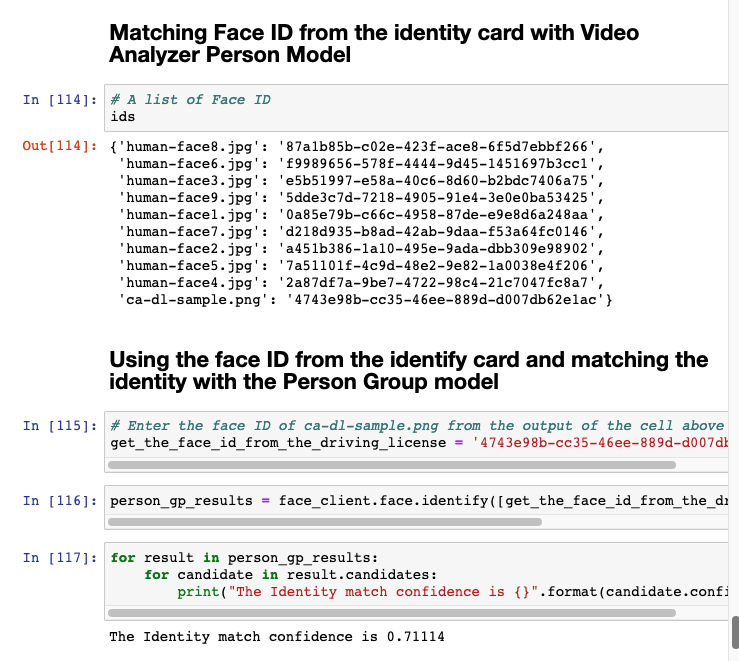 Matching Face ID from the identity card with Video
Analyzer Person Model
In [114]: # A list of Face ID
ids
Out[114]: {'human-face8.jpg': '87a1b85b-c02e-423f-ace8-6f5d7ebbf266',
'human-face6.jpg': 'f9989656-578f-4444-9d45-1451697b3cc1',
'human-face3.jpg': 'e5b51997-e58a-40c6-8d60-b2bdc7406a75',
'human-face9.jpg': '5dde3c7d-7218-4905-91e4-3e0e0ba53425',
'human-face1.jpg': '0a85e79b-c66c-4958-87de-e9e8d6a248aa',
'human-face7.jpg': 'd218d935-b8ad-42ab-9daa-f53a64fc0146',
'human-face2.jpg': 'a451b386-1a10-495e-9ada-dbb309e98902',
'human-face5.jpg': '7a51101f-4c9d-48e2-9e82-1a0038e4f206',
'human-face4.jpg': '2a87df7a-9be7-4722-98c4-21c7047fc8a7',
'ca-dl-sample.png': '4743e98b-cc35-46ee-889d-d007db62e1ac'}
Using the face ID from the identify card and matching the
identity with the Person Group model
In [115]: # Enter the face ID of ca-dl-sample.png from the output of the cell above
get_the_face_id_from_the_driving_license = '4743e98b-cc35-46ee-889d-d007db
In [116]: person_gp_results = face_client.face.identify([get_the_face_id_from_the_dr
In [117]: for result in person_gp_results:
for candidate in result.candidates:
print("The Identity match confidence is {}".format(candidate.confi
The Identity match confidence is 0.71114